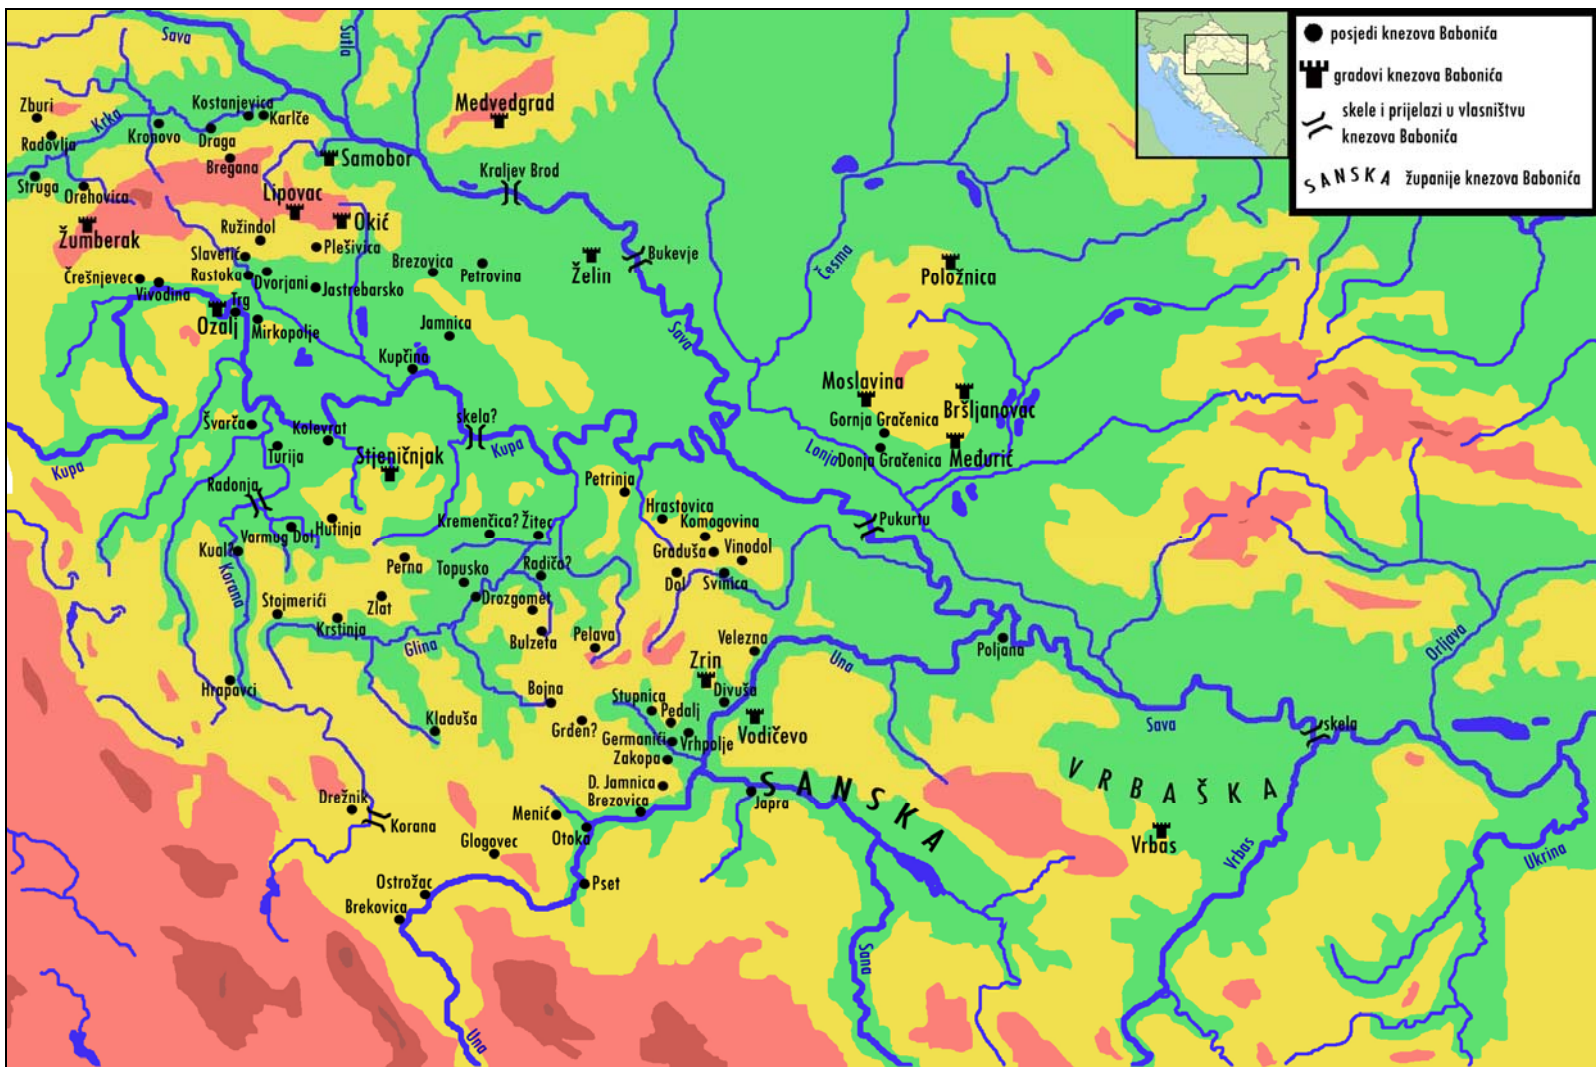 Sava
Sutla
posjedi knezova Babonića
gradovi knezova Babonića
skele i prijelazi u vlasništvu
knezova Babonića
SANSKA županije knezova Babonića
Zburi
Kostanjevica
Karlče
Medvedgrad
Krka
Radovlja
Kronovo
Draga
Bregana
Samobor
Kraljev Brod
Struga
Orehovica
Lipovac
Okić
Žumberak
Ružindol
Plešivica
Slavetić
Brezovica
Petrovina
Želin
Bukevje
Česma
Položnica
Črešnjevec
Rastoka
Dvorjani
Vivodina
Jastrebarsko
Trg
Ozalj
Mirkopolje
Jamnica
Sava
Kupčina
Moslavina
Bršljanovac
Gornja Gračenica
Švarča
Kolevrat
skela?
Kupa
Turija
Stjeničnjak
Kupa
Lonja
Donja Gračenica
Međurić
Radonja
Petrinja
Hrastovica
Komogovina
Pukurtu
Hutinja
Kremenčica?
Žitec
Varmug Dol
Kual?
Graduša
Vinodol
Perna
Topusko
Radičo?
Dol
Svinica
Korana
Stojmerići
Zlat
Drozgomet
Krstinja
Bulzeta
Pelava
Velezna
Poljana
Orljava
Glina
Una
Zrin
Hrapavci
Bojna
Stupnica
Divuša
Kladuša
Grđen?
Pedalj
Vodičevo
Sava
skela
Germanići
Vrhpolje
Zakopa
VRBAŠKA
D. Jamnica
SANSKA
Drežnik
Brezovica
Japra
Menić
Korana
Otoka
Vrbas
Vrbas
Ukrina
Glogovec
Ostrožac
Pset
Brekovica
Sana
Una